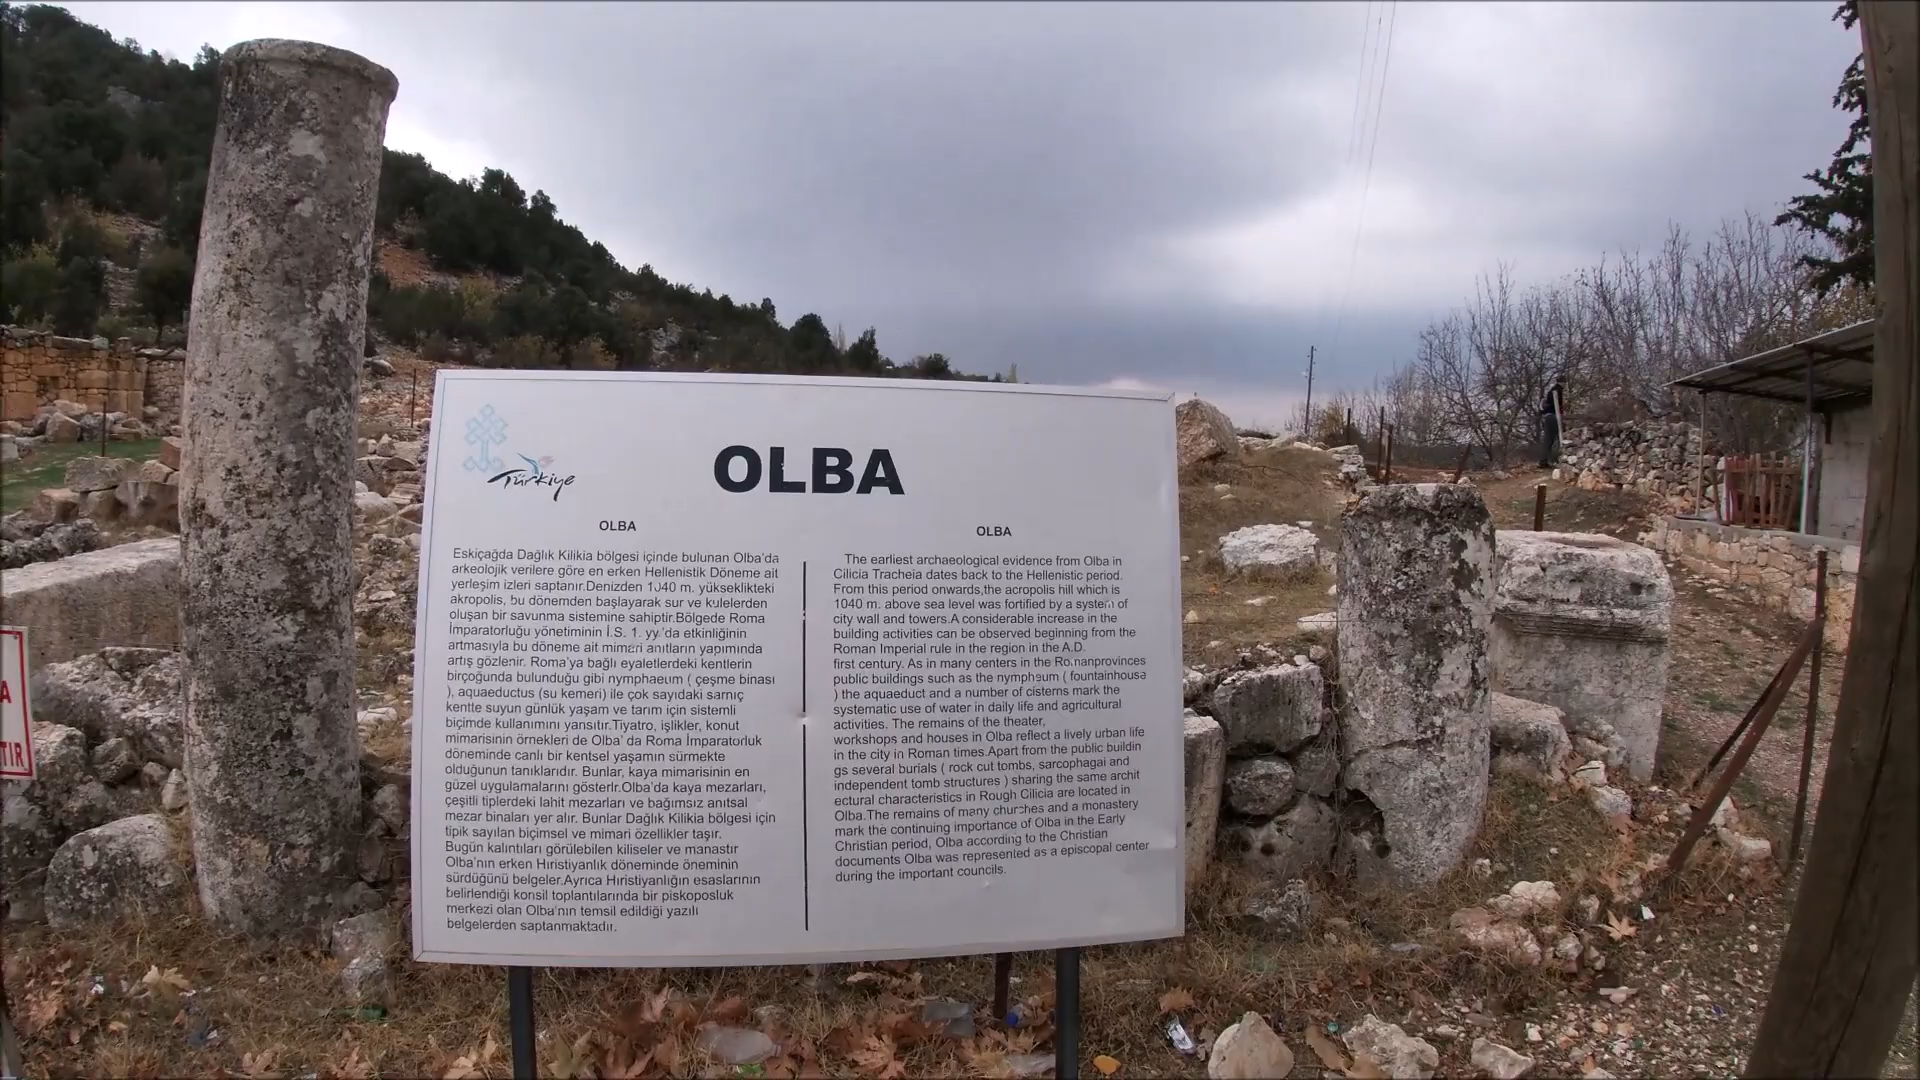 OLBA
Türkiye
OLBA
Eskiçağda Dağlık Kilikia bölgesi içinde bulunan Olba'da
arkeolojik verilere göre en erken Hellenistik Döneme ait
yerleşim izleri saptanır.Denizden 1040 m. yükseklikteki
akropolis, bu dönemden başlayarak sur ve kulelerden
oluşan bir savunma sistemine sahiptir.Bölgede Roma
İmparatorluğu yönetiminin İ.S. 1. yy.'da etkinliğinin
artmasıyla bu döneme ait mimari anıtların yapımında
artış gözlenir. Roma'ya bağlı eyaletlerdeki kentlerin
birçoğunda bulunduğu gibi nymphaeum ( çeşme binası
), aquaeductus (su kemeri) ile çok sayıdaki sarnıç
kentte suyun günlük yaşam ve tarım için sistemli
biçimde kullanımını yansıtır.Tiyatro, işlikler, konut
mimarisinin örnekleri de Olba' da Roma İmparatorluk
döneminde canlı bir kentsel yaşamın sürmekte
olduğunun tanıklarıdır. Bunlar, kaya mimarisinin en
güzel uygulamalarını gösterir.Olba'da kaya mezarları,
çeşitli tiplerdeki lahit mezarları ve bağımsız anıtsal
mezar binaları yer alır. Bunlar Dağlık Kilikia bölgesi için
tipik sayılan biçimsel ve mimari özellikler taşır.
Bugün kalıntıları görülebilen kiliseler ve manastır
Olba'nın erken Hıristiyanlık döneminde öneminin
sürdüğünü belgeler.Ayrıca Hıristiyanlığın esaslarının
belirlendiği konsil toplantılarında bir piskoposluk
merkezi olan Olba'nın temsil edildiği yazılı
belgelerden saptanmaktadır.
OLBA
The earliest archaeological evidence from Olba in
Cilicia Tracheia dates back to the Hellenistic period.
From this period onwards,the acropolis hill which is
1040 m. above sea level was fortified by a system of
city wall and towers.A considerable increase in the
building activities can be observed beginning from the
Roman Imperial rule in the region in the A.D.
first century. As in many centers in the Romanprovinces
public buildings such as the nympheum ( fountainhouse
) the aquaeduct and a number of cisterns mark the
systematic use of water in daily life and agricultural
activities. The remains of the theater,
workshops and houses in Olba reflect a lively urban life
in the city in Roman times.Apart from the public buildin
gs several burials ( rock cut tombs, sarcophagai and
independent tomb structures ) sharing the same archit
ectural characteristics in Rough Cilicia are located in
Olba.The remains of many churches and a monastery
mark the continuing importance of Olba in the Early
Christian period, Olba according to the Christian
documents Olba was represented as a episcopal center
during the important councils.